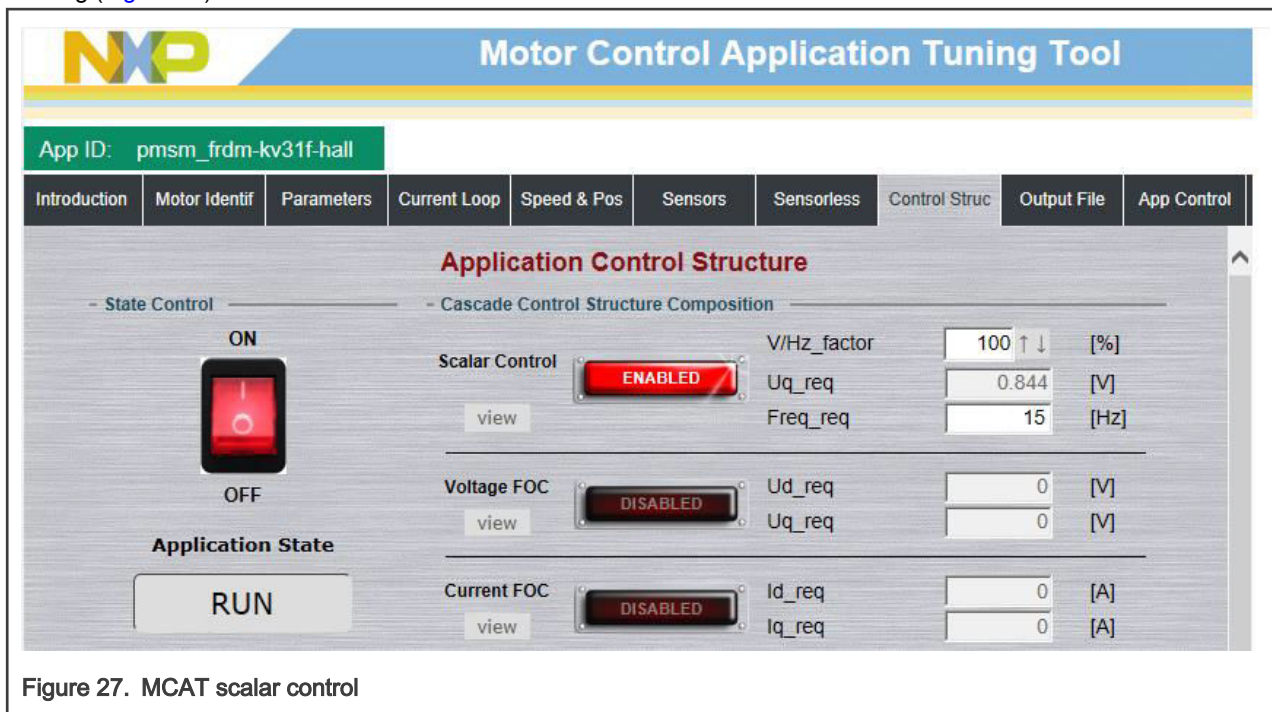 NXP
Motor Control Application Tuning Tool
App ID: pmsm_frdm-kv31f-hall
Introduction Motor Identif Parameters Current Loop Speed & Pos Sensors Sensorless Control Struc Output File App Control
Application Control Structure
- State Control - Cascade Control Structure Composition
ON
OFF
Application State
RUN
Scalar Control ENABLED V/Hz_factor 100 ↑↓ [%]
Uq_req 0.844 [V]
view Freq_req 15 [Hz]
Voltage FOC DISABLED Ud_req 0 [V]
view Uq_req 0 [V]
Current FOC DISABLED Id_req 0 [A]
view Iq_req 0 [A]
Figure 27. MCAT scalar control